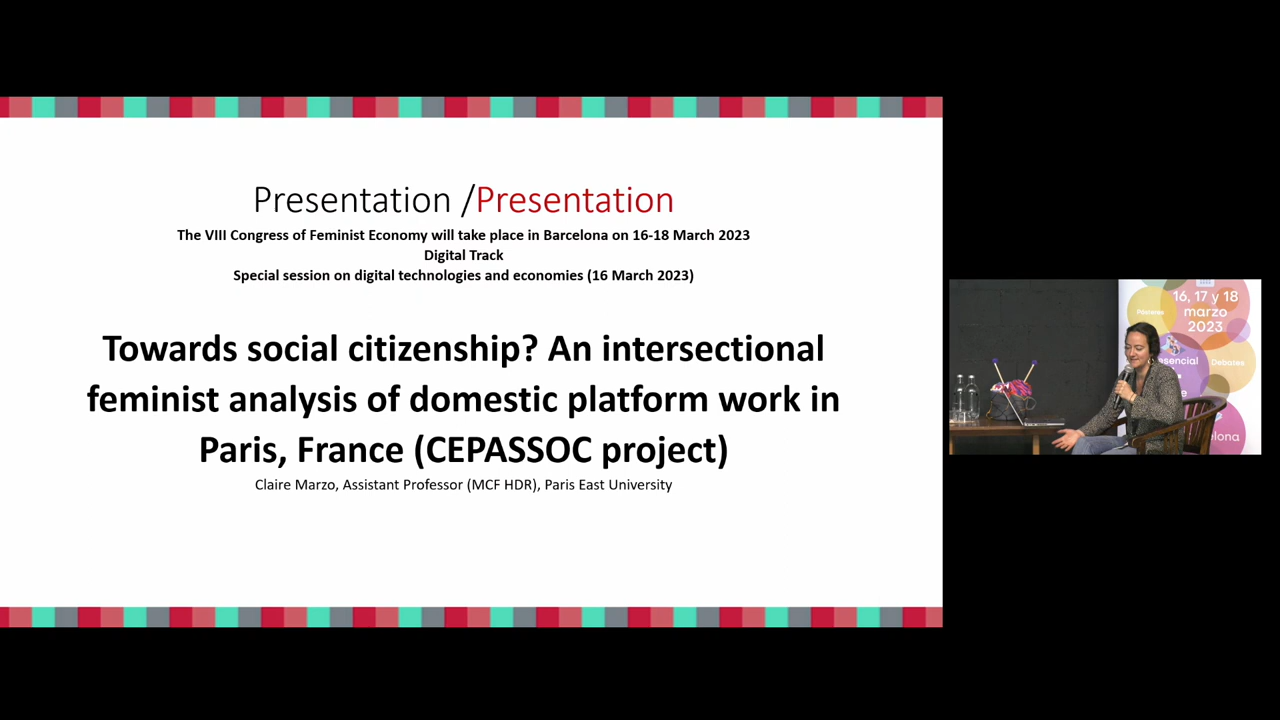 Presentation /Presentation
The VIII Congress of Feminist Economy will take place in Barcelona on 16-18 March 2023
Digital Track
Special session on digital technologies and economies (16 March 2023)
Towards social citizenship? An intersectional
feminist analysis of domestic platform work in
Paris, France (CEPASSOC project)
Claire Marzo, Assistant Professor (MCF HDR), Paris East University
16, 17 y 18
marzo
2023
Debates